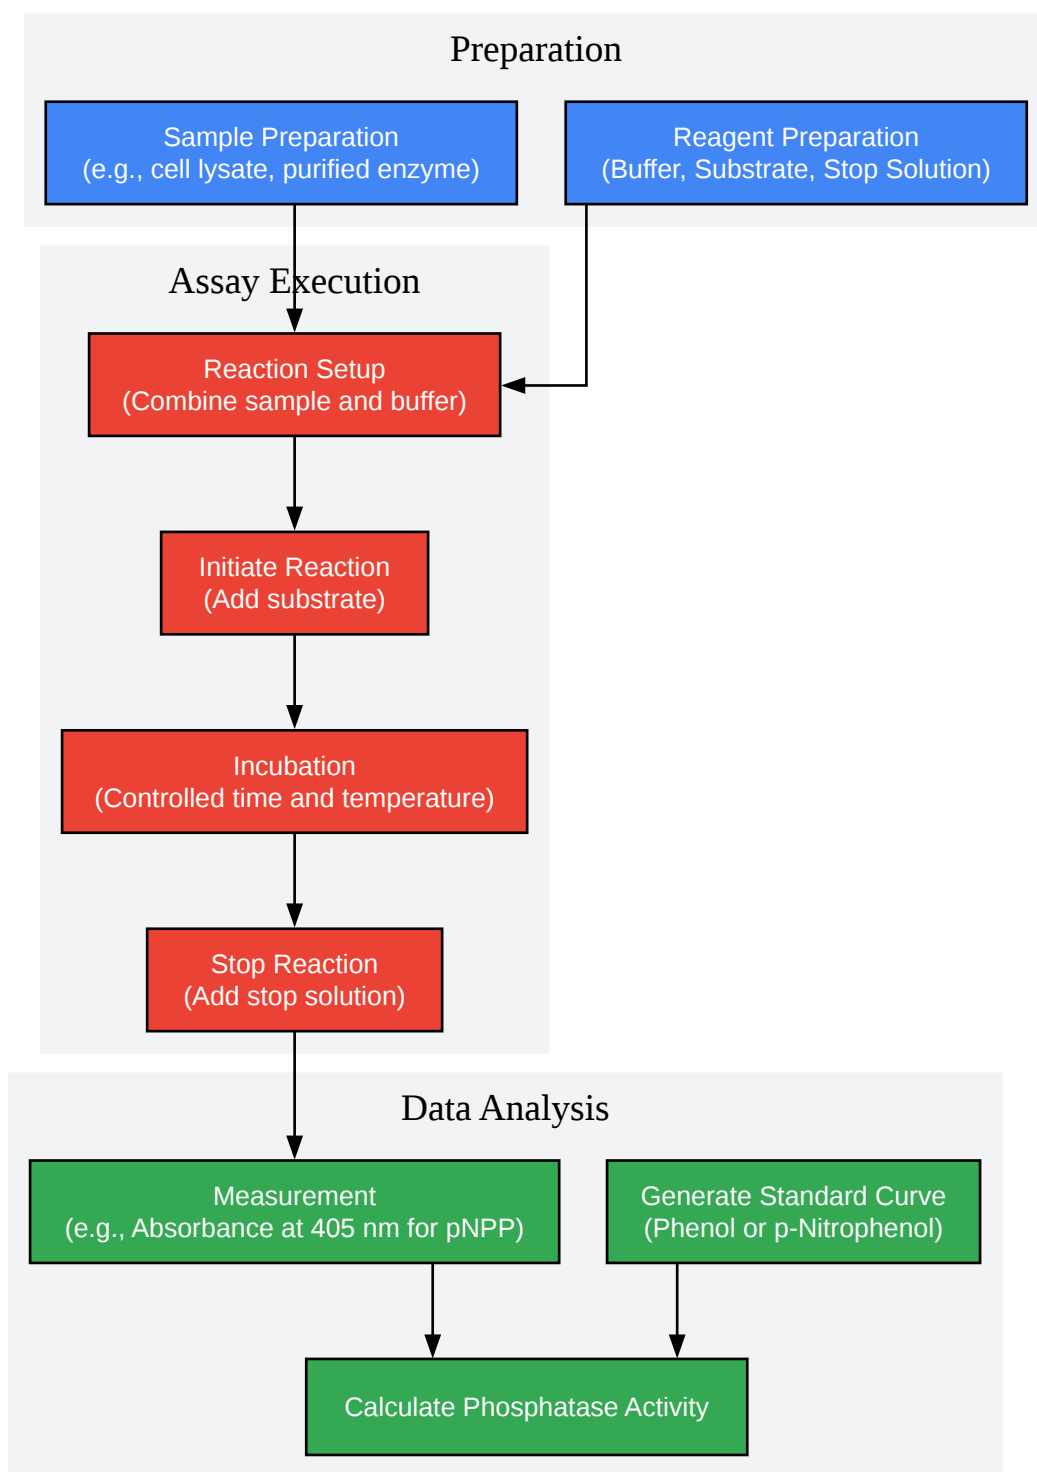 Preparation
Sample Preparation
(e.g., cell lysate, purified enzyme)
Reagent Preparation
(Buffer, Substrate, Stop Solution)
Assay Execution
Reaction Setup
(Combine sample and buffer)
Initiate Reaction
(Add substrate)
Incubation
(Controlled time and temperature)
Stop Reaction
(Add stop solution)
Data Analysis
Measurement
(e.g., Absorbance at 405 nm for pNPP)
Generate Standard Curve
(Phenol or p-Nitrophenol)
Calculate Phosphatase Activity